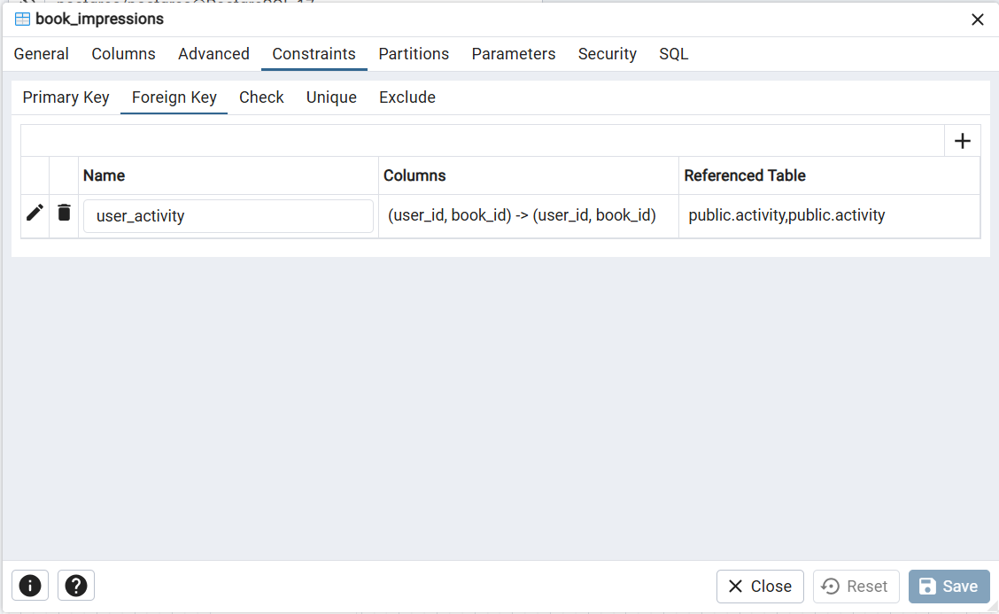 book_impressions
General Columns Advanced Constraints Partitions Parameters Security SQL
Primary Key Foreign Key Check Unique Exclude
Name Columns Referenced Table
user_activity (user_id, book_id) -> (user_id, book_id) public.activity,public.activity
Close Reset Save